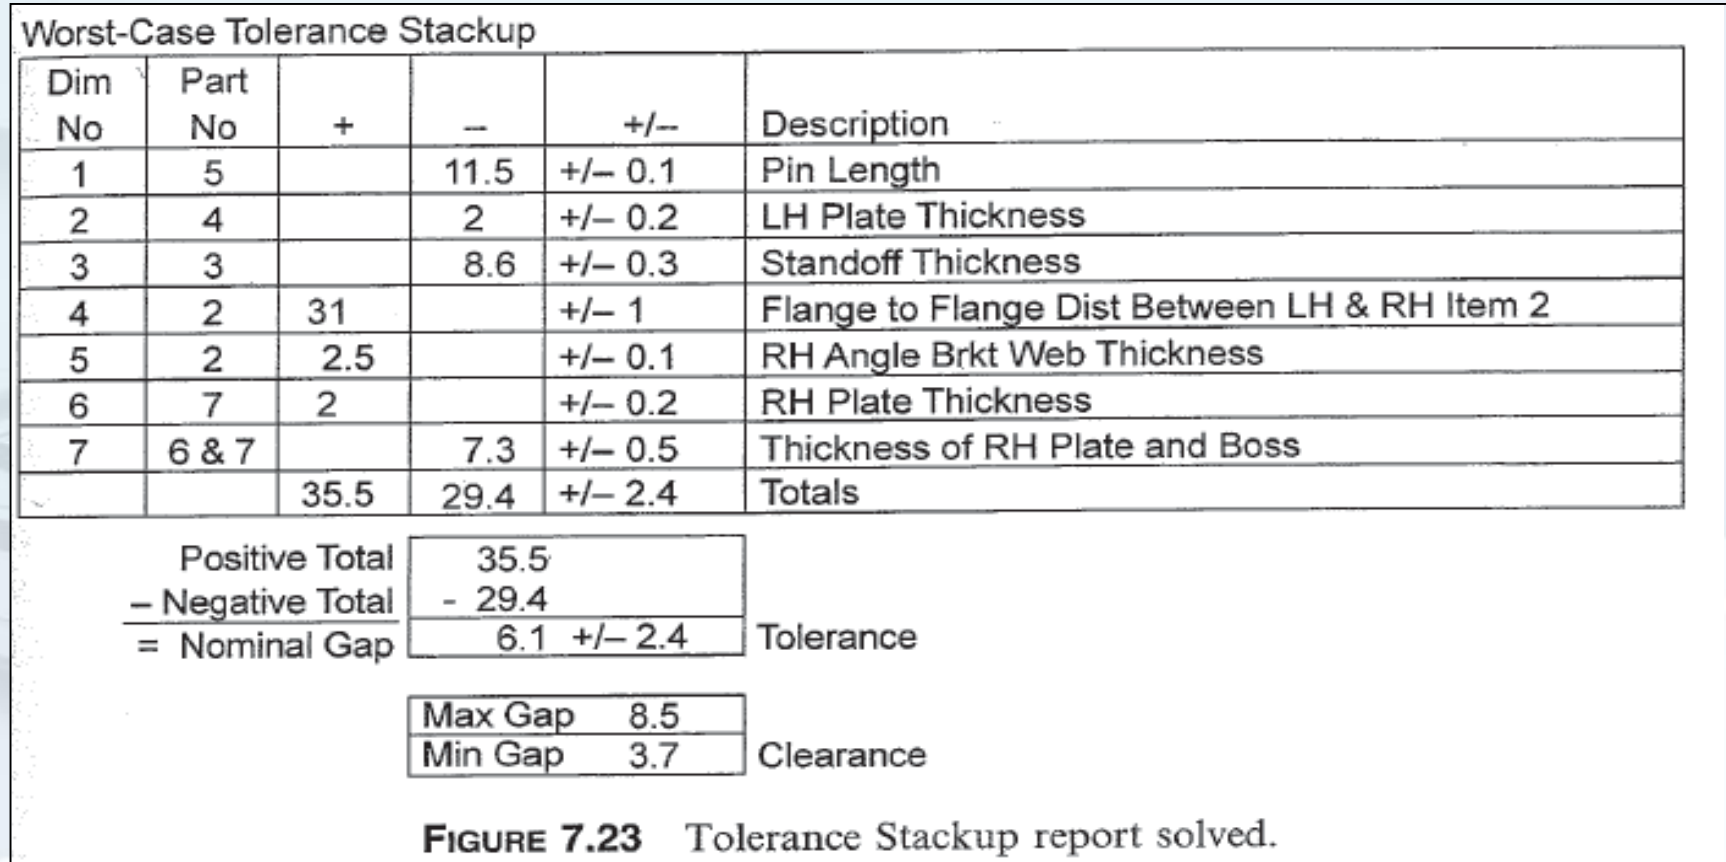 Worst-Case Tolerance Stackup
Dim Part
No No + – +/-- Description
1 5 11.5 +/– 0.1 Pin Length
2 4 2 +/– 0.2 LH Plate Thickness
3 3 8.6 +/– 0.3 Standoff Thickness
4 2 31 +/– 1 Flange to Flange Dist Between LH & RH Item 2
5 2 2.5 +/– 0.1 RH Angle Brkt Web Thickness
6 7 2 +/– 0.2 RH Plate Thickness
7 6 & 7 7.3 +/– 0.5 Thickness of RH Plate and Boss
35.5 29.4 +/– 2.4 Totals
Positive Total 35.5
– Negative Total - 29.4
= Nominal Gap 6.1 +/– 2.4 Tolerance
Max Gap 8.5
Min Gap 3.7 Clearance
FIGURE 7.23 Tolerance Stackup report solved.